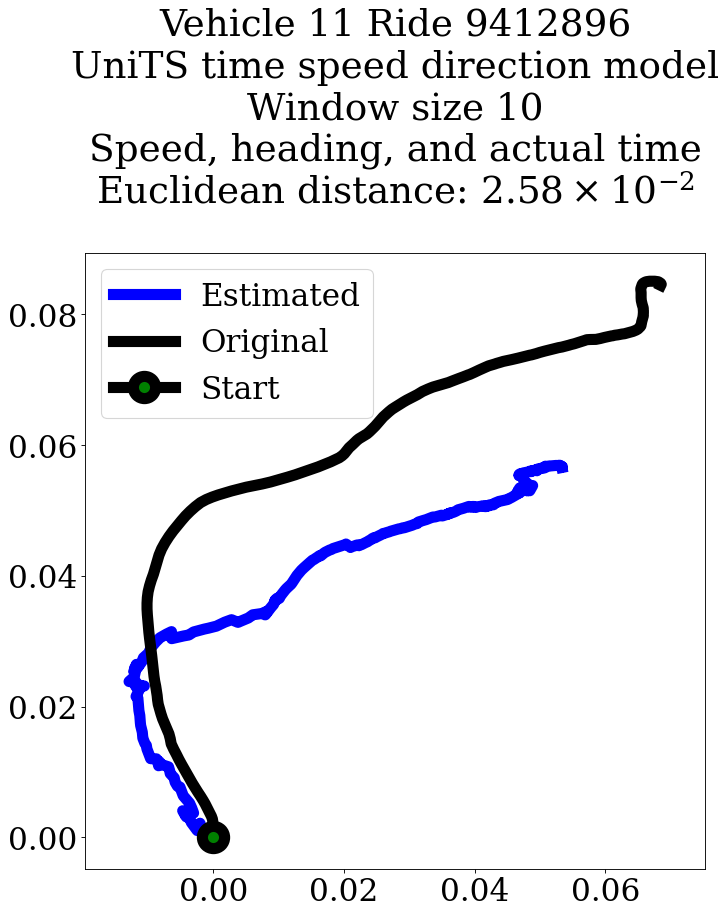 Vehicle 11 Ride 9412896
UniTS time speed direction model
Window size 10
Speed, heading, and actual time
Euclidean distance: 2.58 × 10⁻²
Estimated
Original
Start
0.08
0.06
0.04
0.02
0.00
0.00 0.02 0.04 0.06